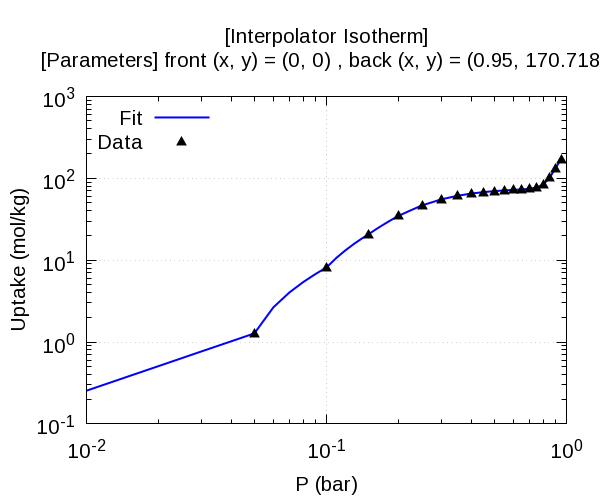 [Interpolator Isotherm]
[Parameters] front (x, y) = (0, 0) , back (x, y) = (0.95, 170.718
10³
Fit
Data
10²
10¹
10⁰
10⁻¹
Uptake (mol/kg)
10⁻² 10⁻¹ 10⁰
P (bar)